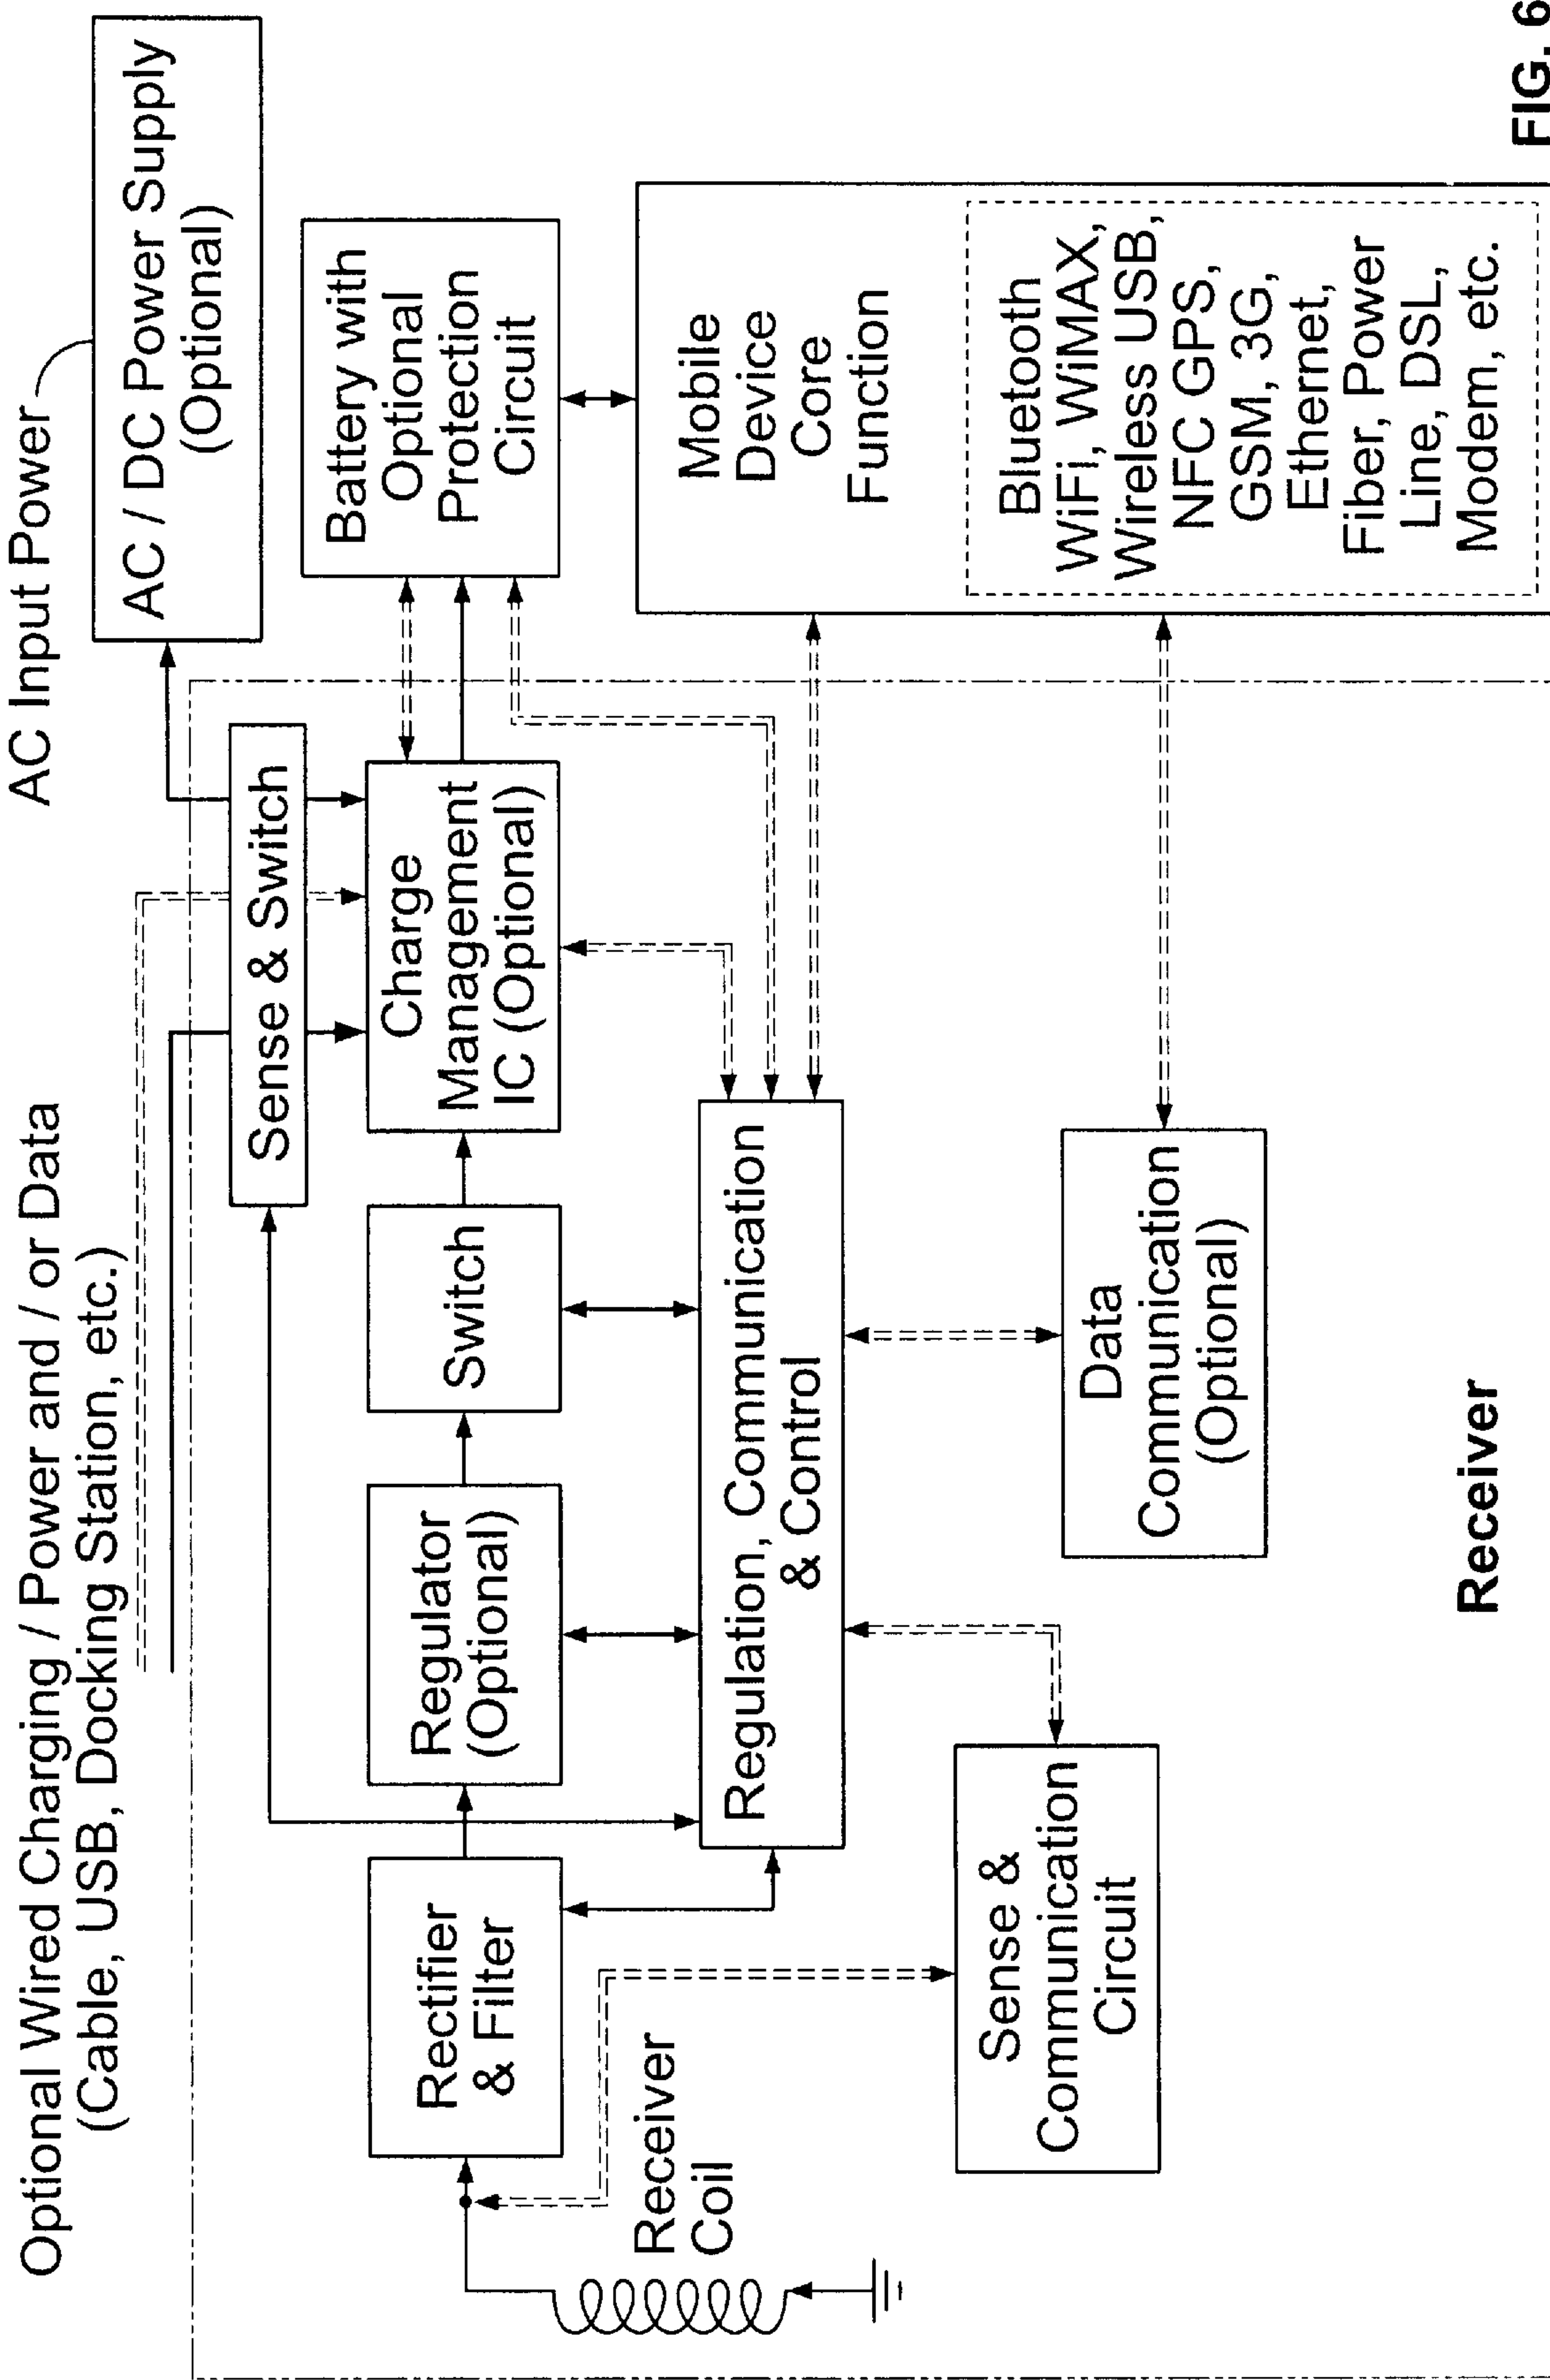 Optional Wired Charging / Power and / or Data
(Cable, USB, Docking Station, etc.)
AC Input Power
AC / DC Power Supply
(Optional)
Sense & Switch
Rectifier
& Filter
Regulator
(Optional)
Switch
Charge
Management
IC (Optional)
Battery with
Optional
Protection
Circuit
Receiver
Coil
Regulation, Communication
& Control
Mobile
Device
Core
Function
Sense &
Communication
Circuit
Data
Communication
(Optional)
Bluetooth
WiFi, WiMAX,
Wireless USB,
NFC GPS,
GSM, 3G,
Ethernet,
Fiber, Power
Line, DSL,
Modem, etc.
Receiver
FIG. 6